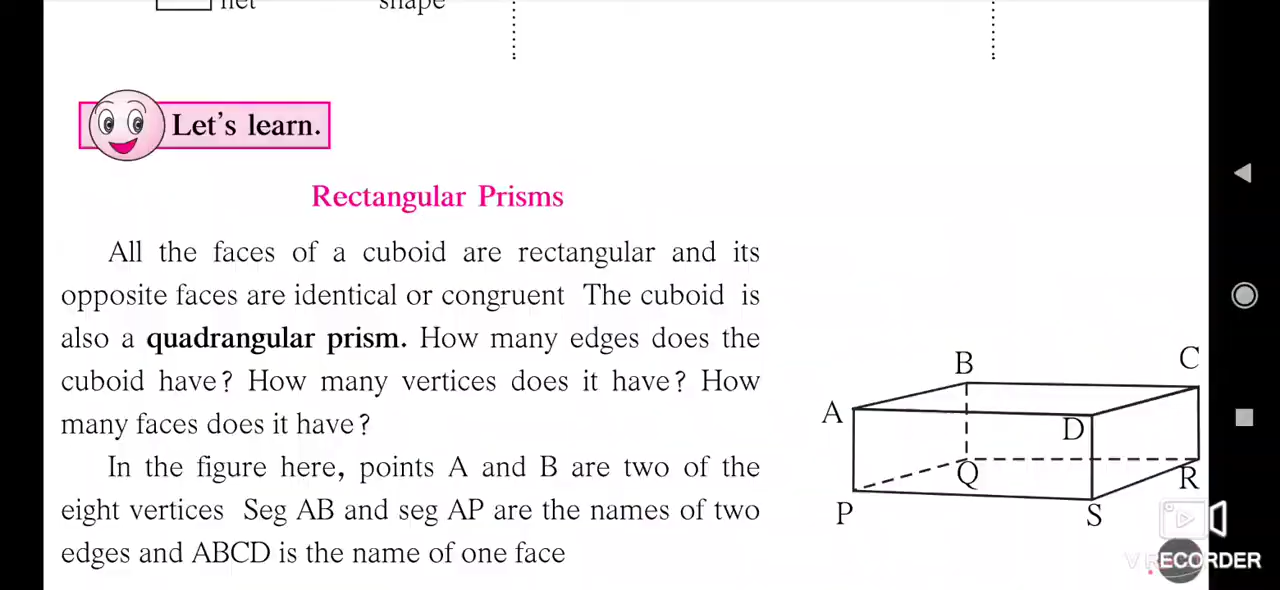 net shape
Let's learn.
Rectangular Prisms
All the faces of a cuboid are rectangular and its
opposite faces are identical or congruent The cuboid is
also a quadrangular prism. How many edges does the
cuboid have? How many vertices does it have? How
many faces does it have?
In the figure here, points A and B are two of the
eight vertices Seg AB and seg AP are the names of two
edges and ABCD is the name of one face
B
C
A
D
Q
R
P
S
V RECORDER